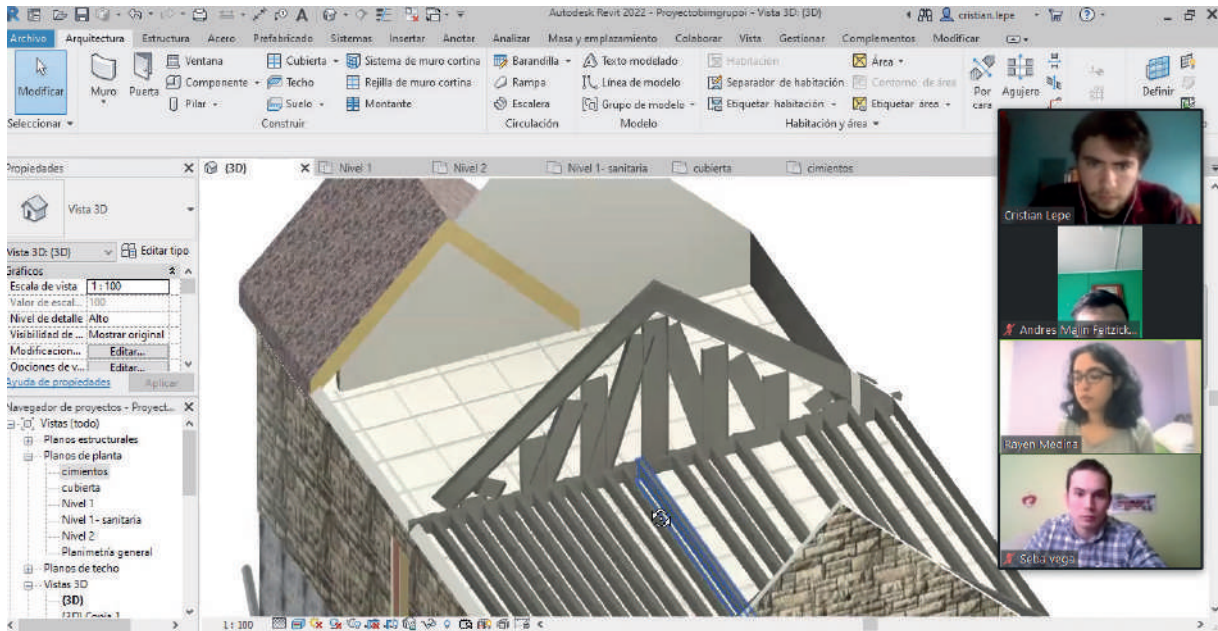 Autodesk Revit 2022 - Proyectobimgrupoi - Vista 3D: {3D}
cristian.lepe
Archivo Arquitectura Estructura Acero Prefabricado Sistemas Insertar Anotar Analizar Masa y emplazamiento Colaborar Vista Gestionar Complementos Modificar
Modificar
Muro
Puerta
Ventana
Componente
Pilar
Cubierta
Techo
Suelo
Sistema de muro cortina
Rejilla de muro cortina
Montante
Barandilla
Rampa
Escalera
Texto modelado
Línea de modelo
Grupo de modelo
Habitación
Separador de habitación
Etiquetar habitación
Área
Contorno de área
Etiquetar área
Por cara
Agujero
Definir
Seleccionar Construir Circulación Modelo Habitación y área
Propiedades
{3D} Nivel 1 Nivel 2 Nivel 1- sanitaria cubierta cimientos
Vista 3D
Vista 3D: {3D} Editar tipo
Gráficos
Escala de vista 1 : 100
Valor de escal... 100
Nivel de detalle Alto
Visibilidad de ... Mostrar original
Modificacion... Editar...
Opciones de v... Editar...
Ayuda de propiedades Aplicar
Navegador de proyectos - Proyect...
Vistas (todo)
Planos estructurales
Planos de planta
cimientos
cubierta
Nivel 1
Nivel 1- sanitaria
Nivel 2
Planimetría general
Planos de techo
Vistas 3D
{3D}
{3D} Copia 1
1 : 100
Cristian Lepe
Andres Malin Feitzick...
Rayen Medina
Seba vega